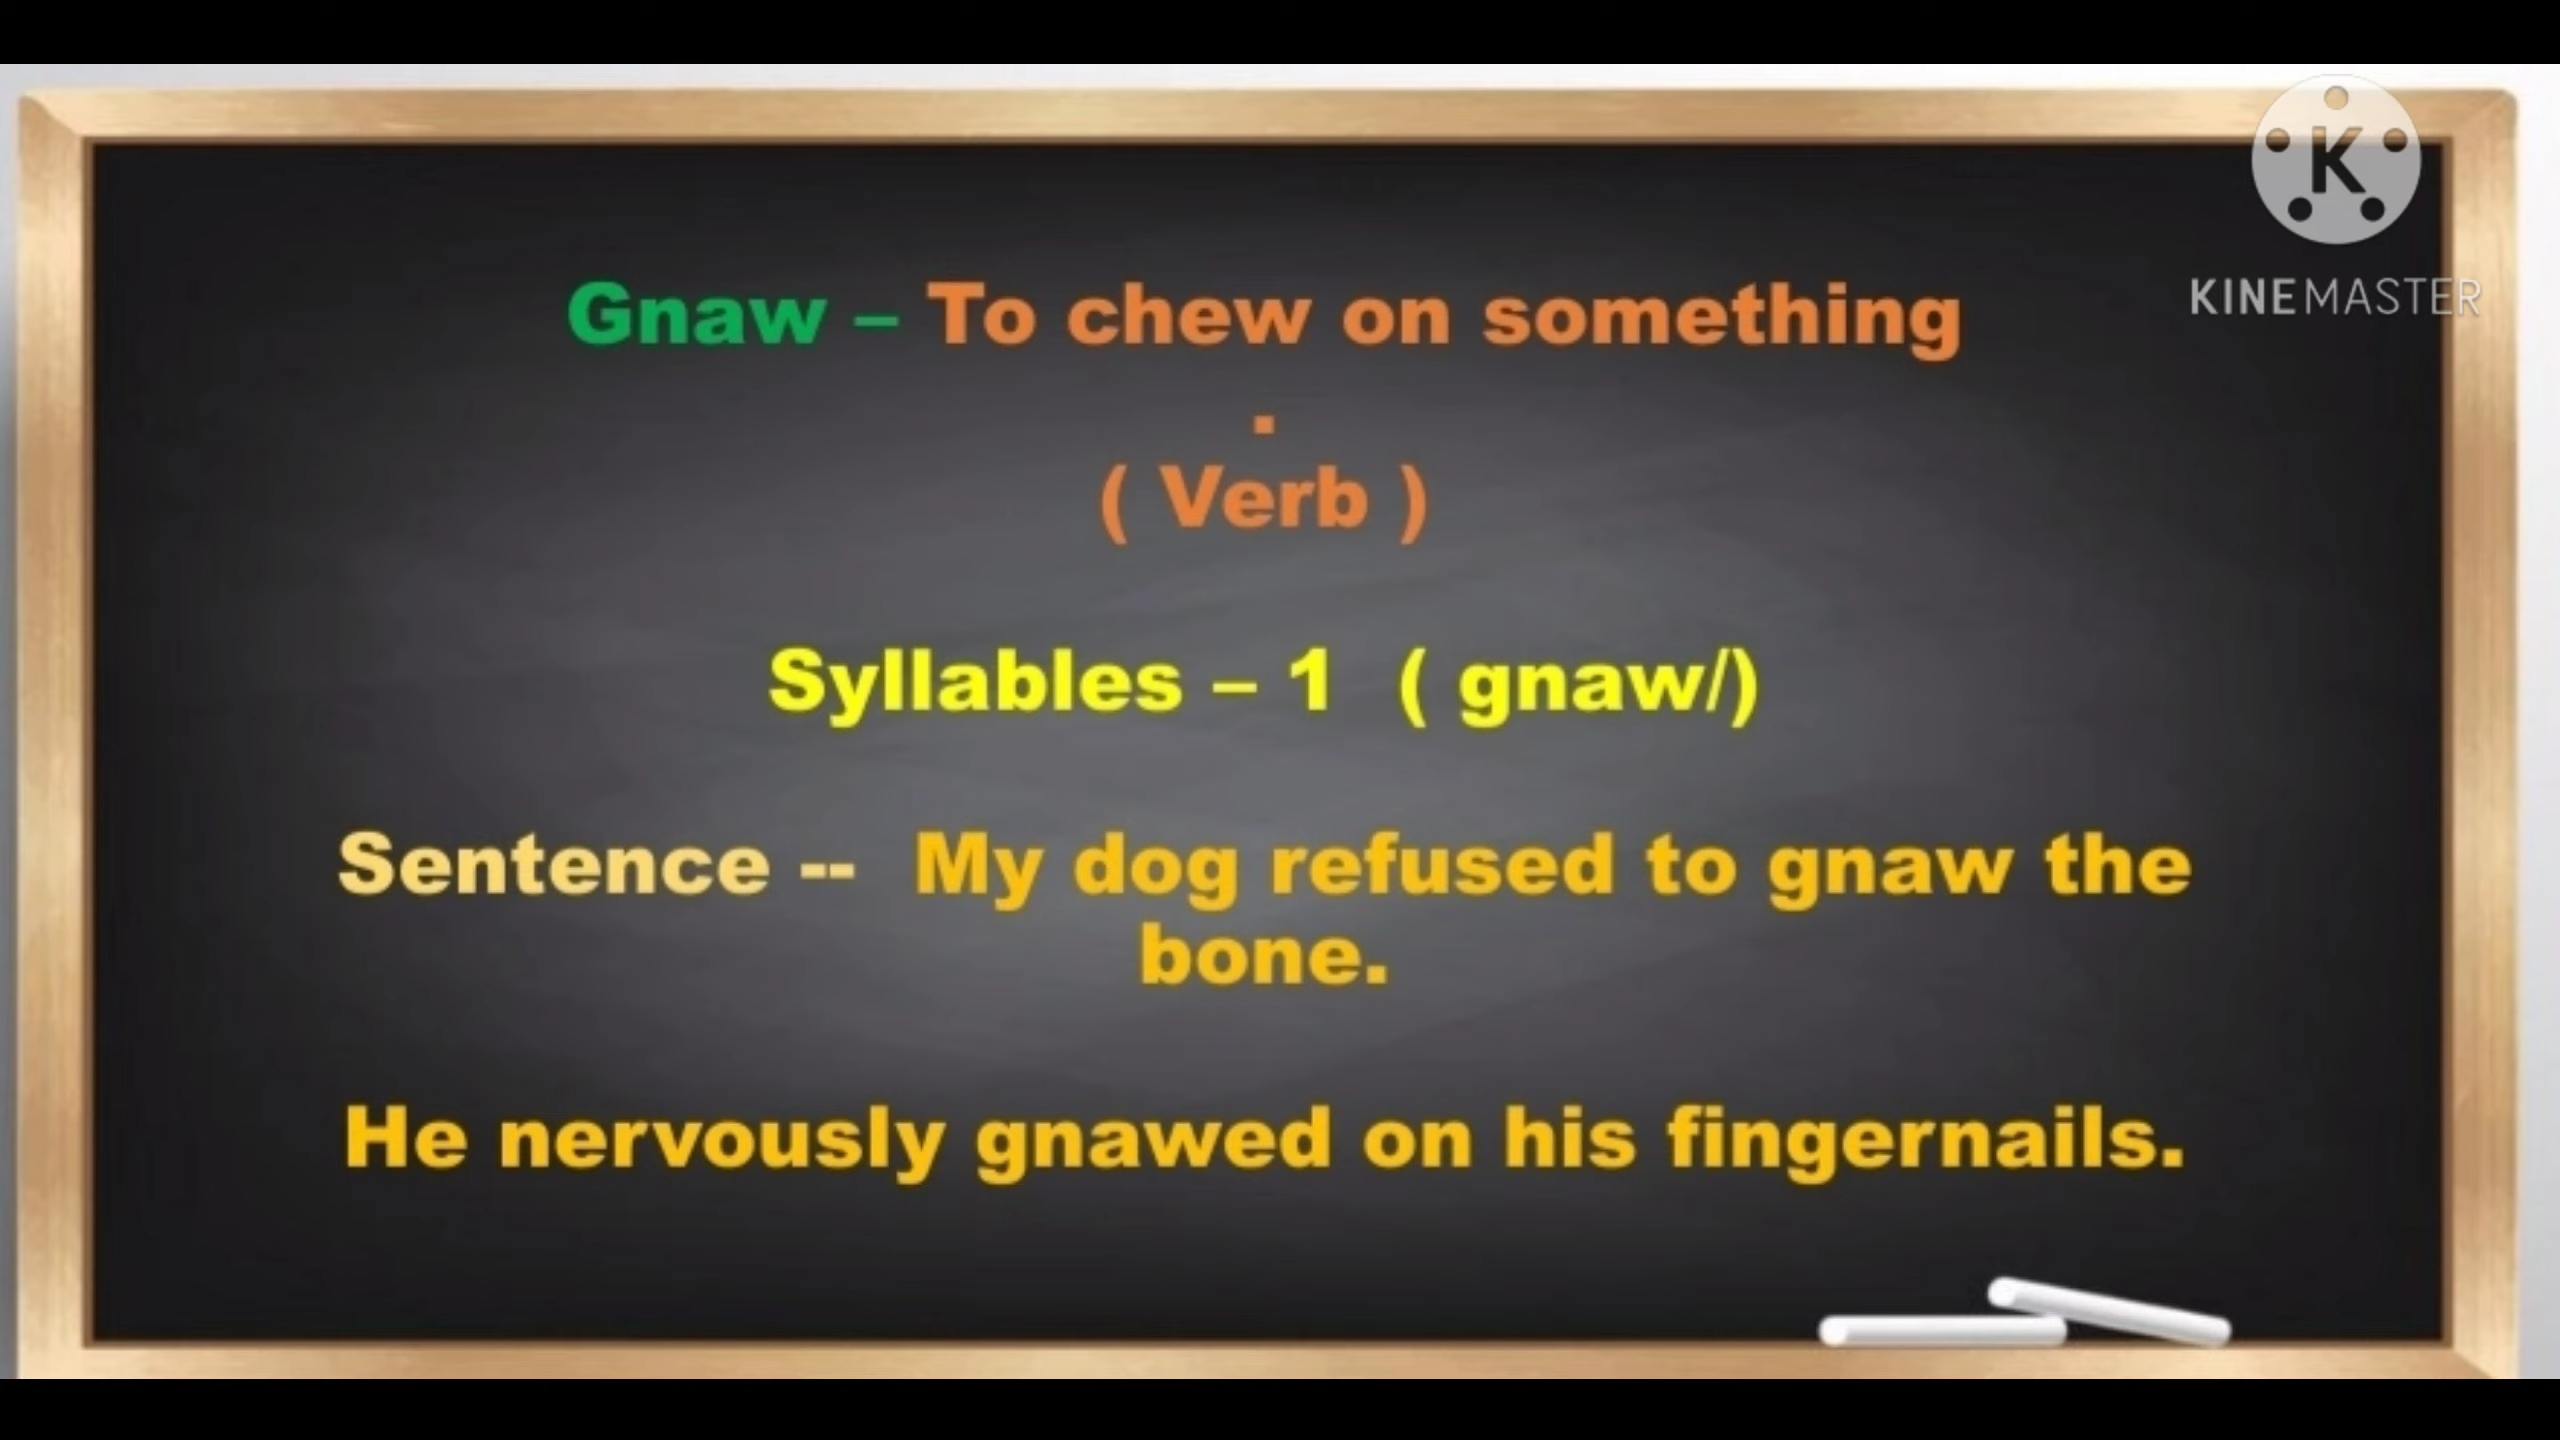 K
KINEMASTER
Gnaw – To chew on something
.
( Verb )
Syllables – 1 ( gnaw/)
Sentence -- My dog refused to gnaw the
bone.
He nervously gnawed on his fingernails.